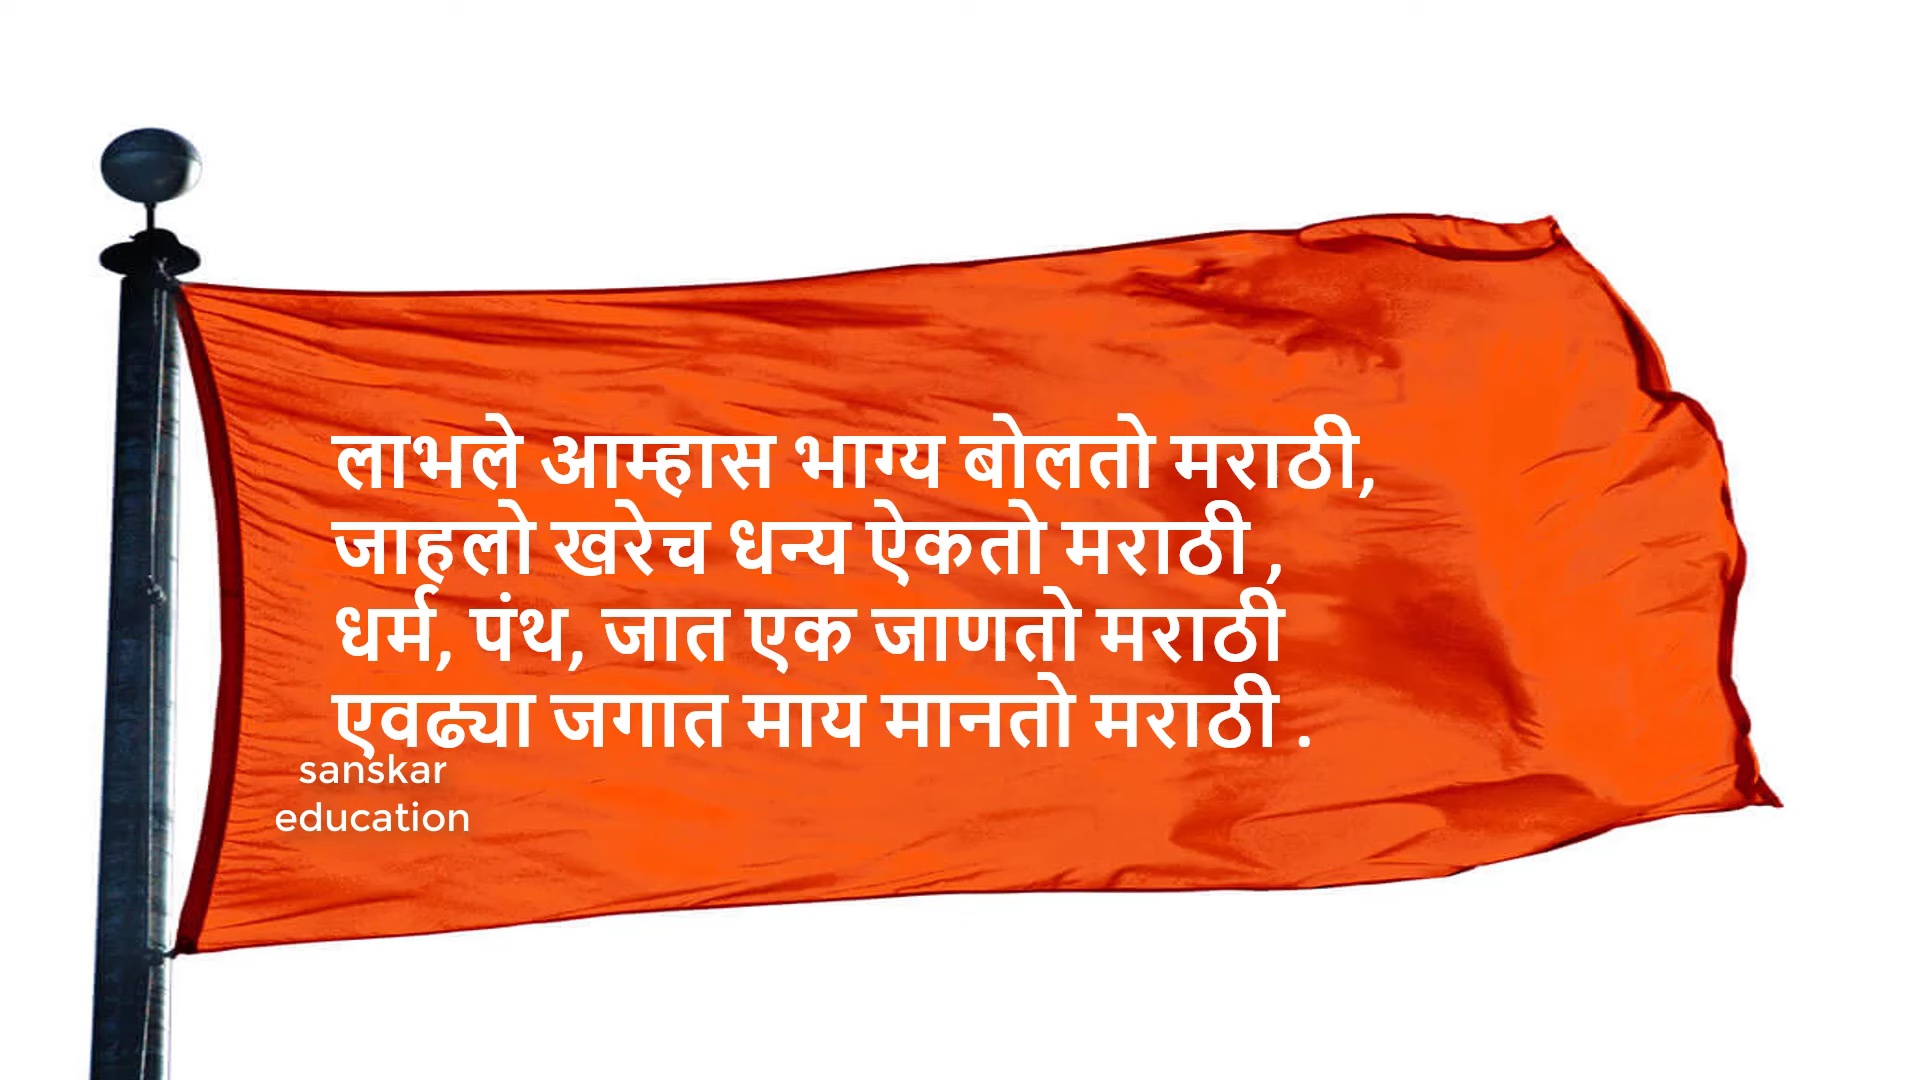 लाभले आम्हास भाग्य बोलतो मराठी,
जाहलो खरेच धन्य ऐकतो मराठी ,
धर्म, पंथ, जात एक जाणतो मराठी
एवढ्या जगात माय मानतो मराठी .
sanskar
education